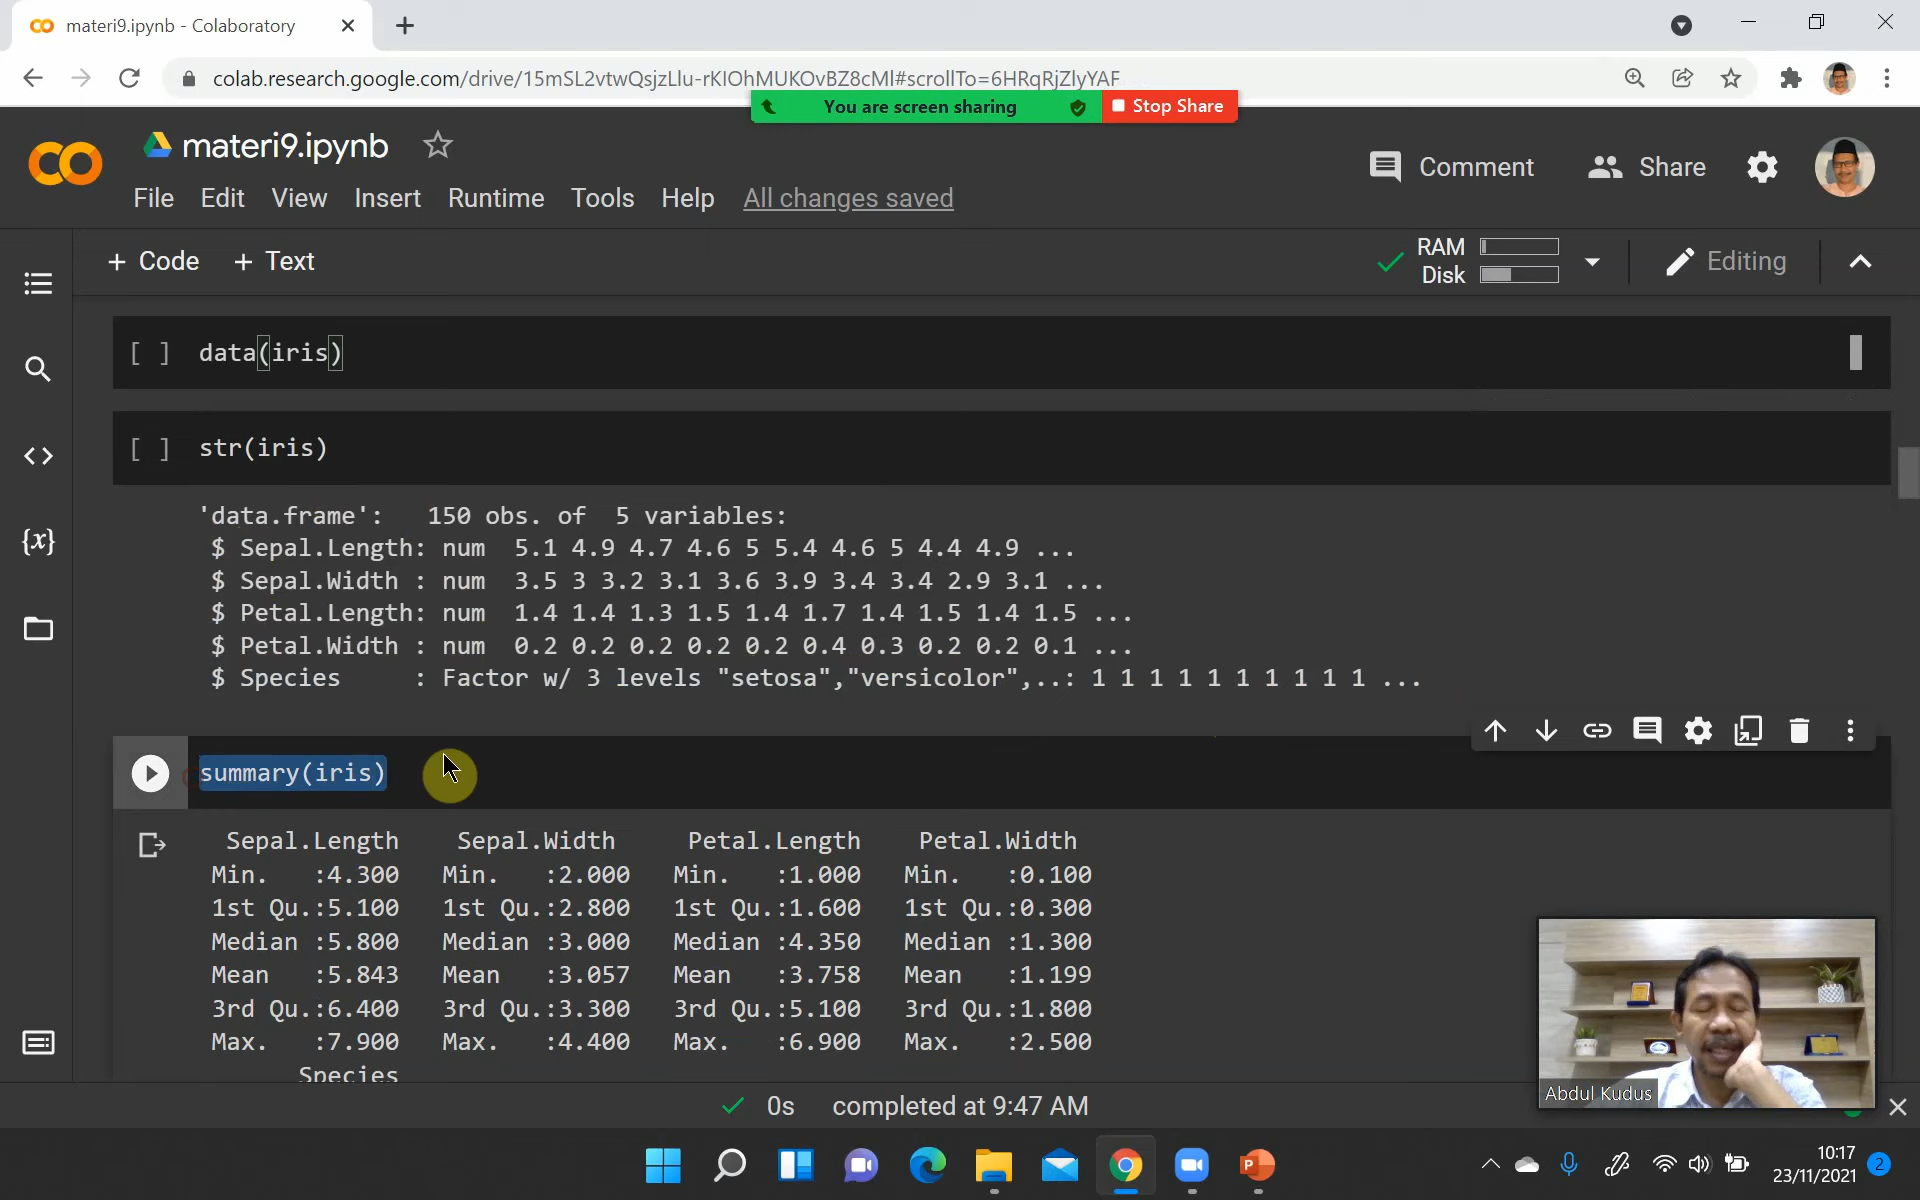 materi9.ipynb - Colaboratory
colab.research.google.com/drive/15mSL2vtwQsjzLlu-rKIOhMUKOvBZ8cMl#scrollTo=6HRqRjZlyYAF
You are screen sharing
Stop Share
materi9.ipynb
Comment
Share
File Edit View Insert Runtime Tools Help All changes saved
+ Code + Text
RAM
Disk
Editing
[ ] data(iris)
[ ] str(iris)
'data.frame': 150 obs. of 5 variables:
$ Sepal.Length: num 5.1 4.9 4.7 4.6 5 5.4 4.6 5 4.4 4.9 ...
$ Sepal.Width : num 3.5 3 3.2 3.1 3.6 3.9 3.4 3.4 2.9 3.1 ...
$ Petal.Length: num 1.4 1.4 1.3 1.5 1.4 1.7 1.4 1.5 1.4 1.5 ...
$ Petal.Width : num 0.2 0.2 0.2 0.2 0.2 0.4 0.3 0.2 0.2 0.1 ...
$ Species : Factor w/ 3 levels "setosa","versicolor",..: 1 1 1 1 1 1 1 1 1 1 ...
summary(iris)
Sepal.Length Sepal.Width Petal.Length Petal.Width
Min. :4.300 Min. :2.000 Min. :1.000 Min. :0.100
1st Qu.:5.100 1st Qu.:2.800 1st Qu.:1.600 1st Qu.:0.300
Median :5.800 Median :3.000 Median :4.350 Median :1.300
Mean :5.843 Mean :3.057 Mean :3.758 Mean :1.199
3rd Qu.:6.400 3rd Qu.:3.300 3rd Qu.:5.100 3rd Qu.:1.800
Max. :7.900 Max. :4.400 Max. :6.900 Max. :2.500
Species
Abdul Kudus
0s completed at 9:47 AM
10:17
23/11/2021
2